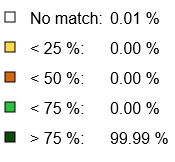 No match: 0.01 %
< 25 %: 0.00 %
< 50 %: 0.00 %
< 75 %: 0.00 %
> 75 %: 99.99 %